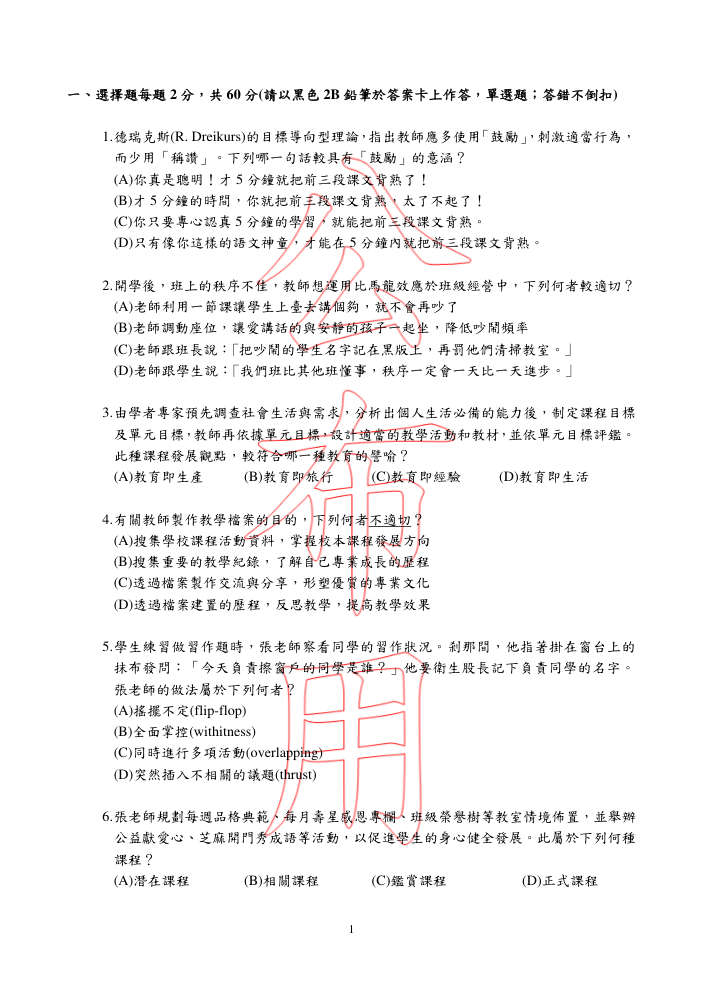 一、選擇題每題 2 分，共 60 分(請以黑色 2B 鉛筆於答案卡上作答，單選題；答錯不倒扣)
1.德瑞克斯(R. Dreikurs)的目標導向型理論，指出教師應多使用「鼓勵」，刺激適當行為，
而少用「稱讚」。下列哪一句話較具有「鼓勵」的意涵？
(A)你真是聰明！才 5 分鐘就把前三段課文背熟了！
(B)才 5 分鐘的時間，你就把前三段課文背熟，太了不起了！
(C)你只要專心認真 5 分鐘的學習，就能把前三段課文背熟。
(D)只有像你這樣的語文神童，才能在 5 分鐘內就把前三段課文背熟。
2.開學後，班上的秩序不佳，教師想運用比馬龍效應於班級經營中，下列何者較適切？
(A)老師利用一節課讓學生上臺去講個夠，就不會再吵了
(B)老師調動座位，讓愛講話的與安靜的孩子一起坐，降低吵鬧頻率
(C)老師跟班長說：「把吵鬧的學生名字記在黑版上，再罰他們清掃教室。」
(D)老師跟學生說：「我們班比其他班懂事，秩序一定會一天比一天進步。」
3.由學者專家預先調查社會生活與需求，分析出個人生活必備的能力後，制定課程目標
及單元目標，教師再依據單元目標，設計適當的教學活動和教材，並依單元目標評鑑。
此種課程發展觀點，較符合哪一種教育的譬喻？
(A)教育即生產 (B)教育即旅行 (C)教育即經驗 (D)教育即生活
4.有關教師製作教學檔案的目的，下列何者不適切？
(A)搜集學校課程活動資料，掌握校本課程發展方向
(B)搜集重要的教學紀錄，了解自己專業成長的歷程
(C)透過檔案製作交流與分享，形塑優質的專業文化
(D)透過檔案建置的歷程，反思教學，提高教學效果
5.學生練習做習作題時，張老師察看同學的習作狀況。剎那間，他指著掛在窗台上的
抹布發問：「今天負責擦窗戶的同學是誰？」他要衛生股長記下負責同學的名字。
張老師的做法屬於下列何者？
(A)搖擺不定(flip-flop)
(B)全面掌控(withitness)
(C)同時進行多項活動(overlapping)
(D)突然插入不相關的議題(thrust)
6.張老師規劃每週品格典範、每月壽星感恩專欄、班級榮譽樹等教室情境佈置，並舉辦
公益獻愛心、芝麻開門秀成語等活動，以促進學生的身心健全發展。此屬於下列何種
課程？
(A)潛在課程 (B)相關課程 (C)鑑賞課程 (D)正式課程
1
公布用